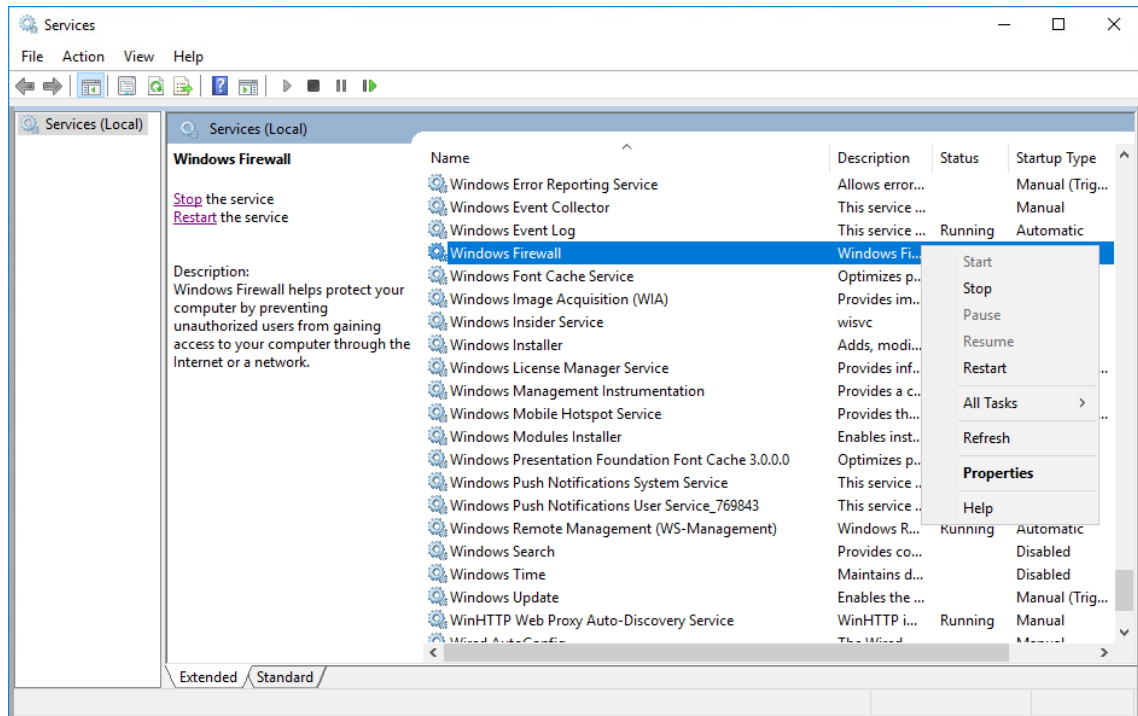 Services
File Action View Help
Services (Local)
Services (Local)
Windows Firewall
Stop the service
Restart the service
Description:
Windows Firewall helps protect your
computer by preventing
unauthorized users from gaining
access to your computer through the
Internet or a network.
Name Description Status Startup Type
Windows Error Reporting Service Allows error... Manual (Trig...
Windows Event Collector This service ... Manual
Windows Event Log This service ... Running Automatic
Windows Firewall Windows Fi...
Windows Font Cache Service Optimizes p...
Windows Image Acquisition (WIA) Provides im...
Windows Insider Service wisvc
Windows Installer Adds, modi...
Windows License Manager Service Provides inf...
Windows Management Instrumentation Provides a c...
Windows Mobile Hotspot Service Provides th...
Windows Modules Installer Enables inst...
Windows Presentation Foundation Font Cache 3.0.0.0 Optimizes p...
Windows Push Notifications System Service This service ..
Windows Push Notifications User Service_769843 This service ..
Windows Remote Management (WS-Management) Windows R... Running Automatic
Windows Search Provides co... Disabled
Windows Time Maintains d... Disabled
Windows Update Enables the ... Manual (Trig...
WinHTTP Web Proxy Auto-Discovery Service WinHTTP i... Running Manual
Wired AutoConfig The Wired Manual
Start
Stop
Pause
Resume
Restart
All Tasks
Refresh
Properties
Help
Extended Standard